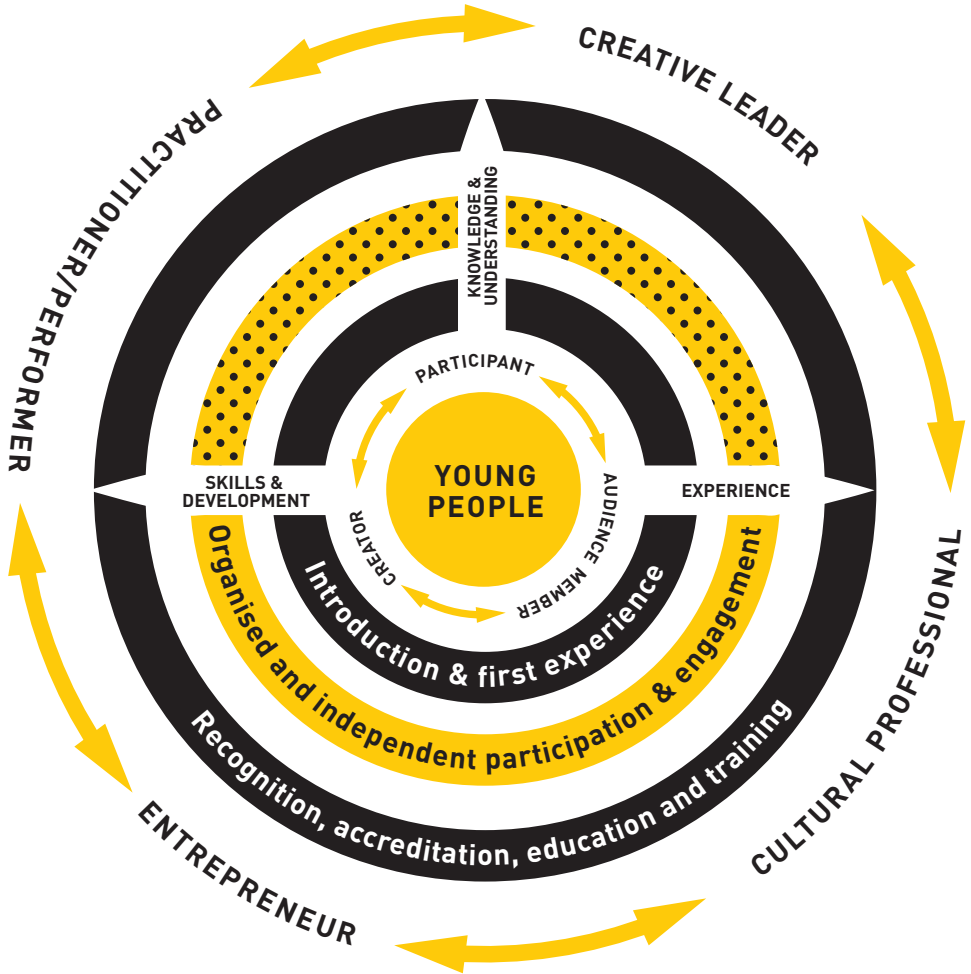 CREATIVE LEADER
PRACTITIONER/PERFORMER
KNOWLEDGE &
UNDERSTANDING
PARTICIPANT
YOUNG
PEOPLE
SKILLS &
DEVELOPMENT
EXPERIENCE
CREATOR
AUDIENCE MEMBER
Introduction & first experience
Organised and independent participation & engagement
Recognition, accreditation, education and training
CULTURAL PROFESSIONAL
ENTREPRENEUR